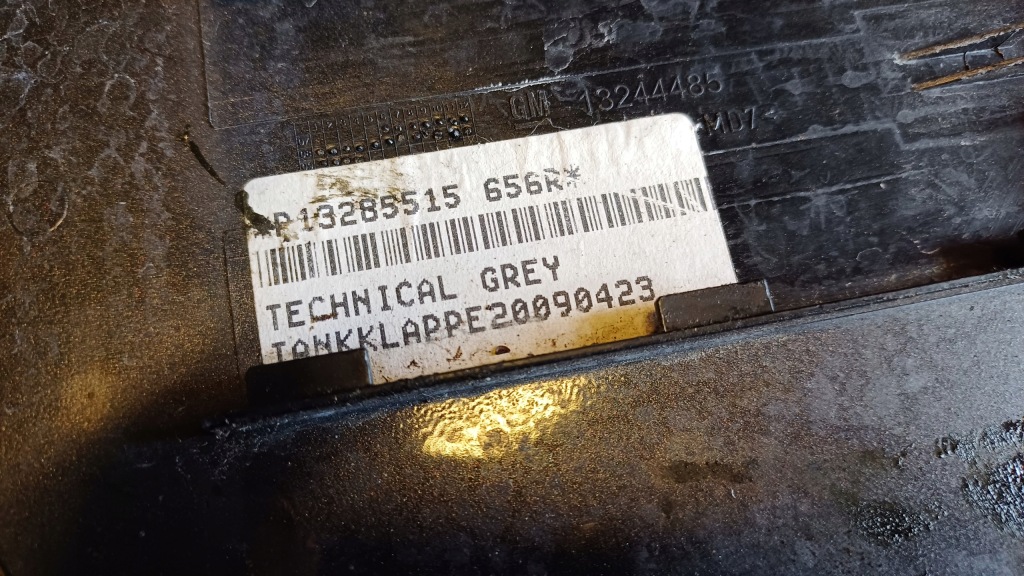 GM 13244485
*P13285515 656R*
TECHNICAL GREY
TANKKLAPPE20090423